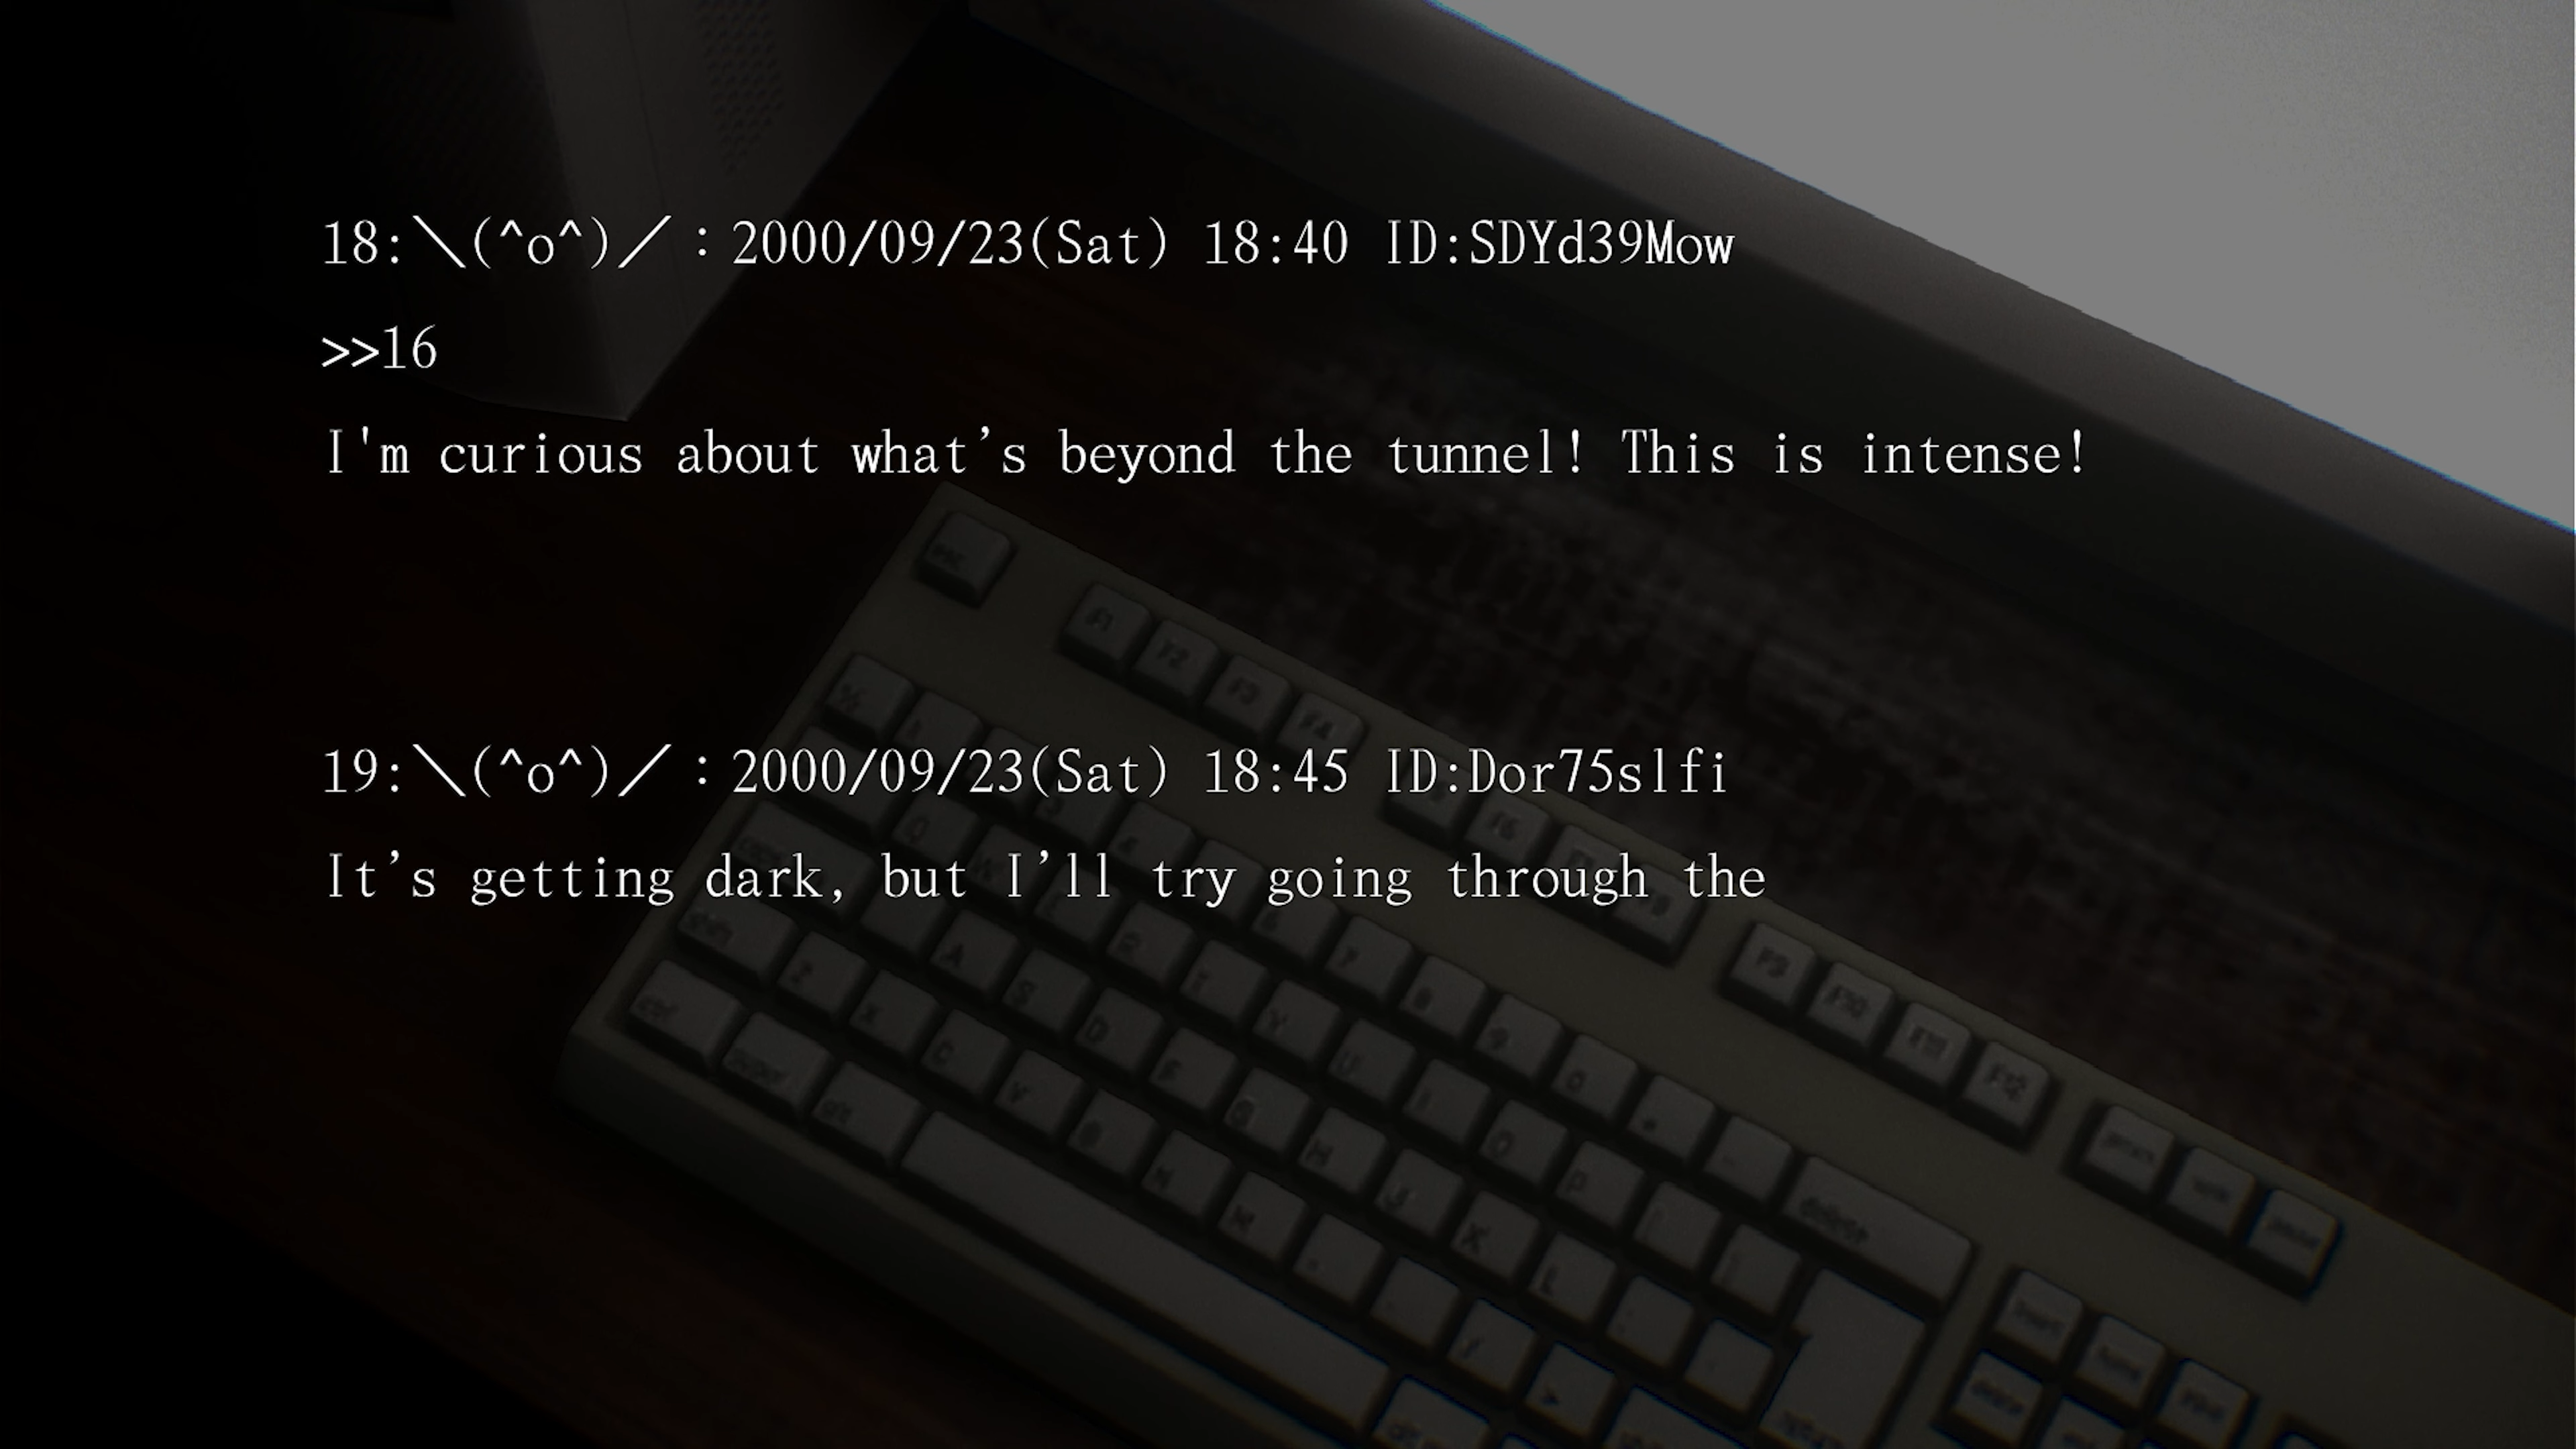 18:＼(^o^)／：2000/09/23(Sat) 18:40 ID:SDYd39Mow
>>16
I'm curious about what’s beyond the tunnel! This is intense!
19:＼(^o^)／：2000/09/23(Sat) 18:45 ID:Dor75slfi
It’s getting dark, but I’ll try going through the